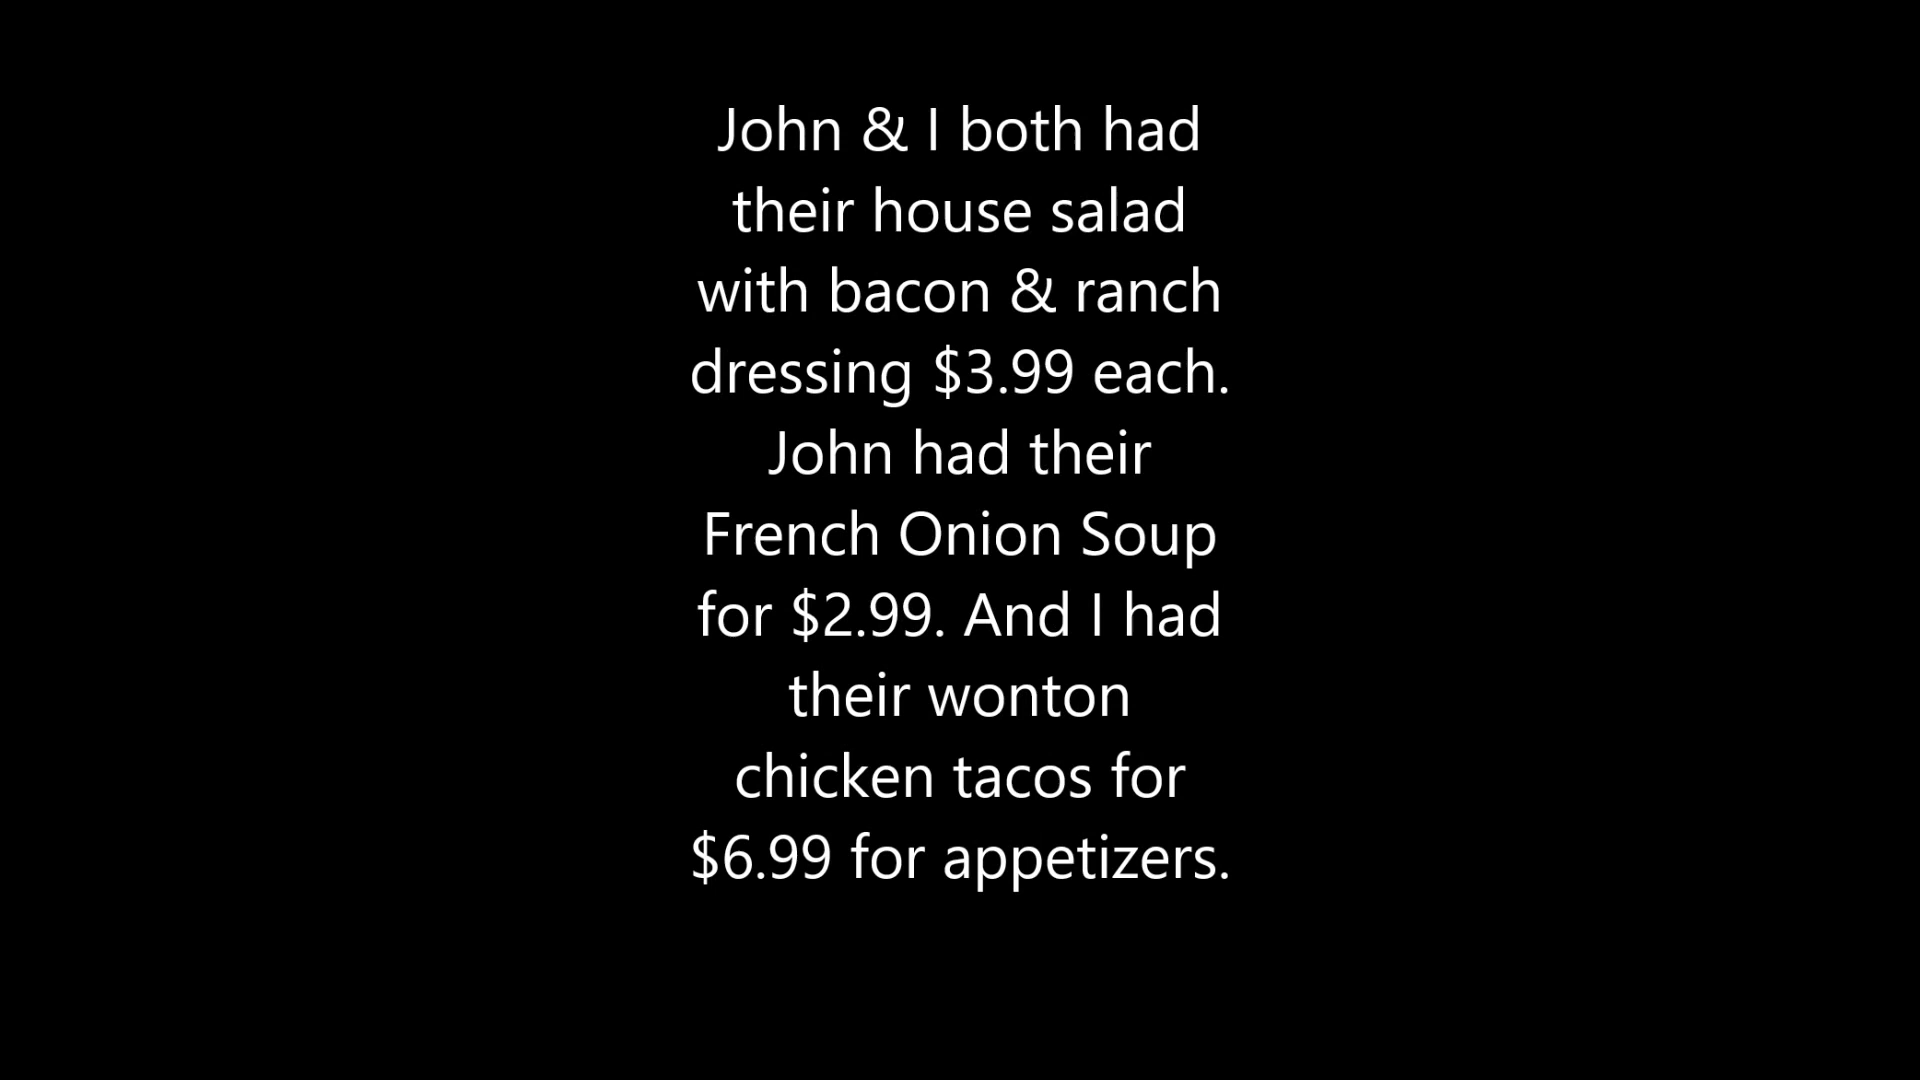 John & I both had
their house salad
with bacon & ranch
dressing $3.99 each.
John had their
French Onion Soup
for $2.99. And I had
their wonton
chicken tacos for
$6.99 for appetizers.